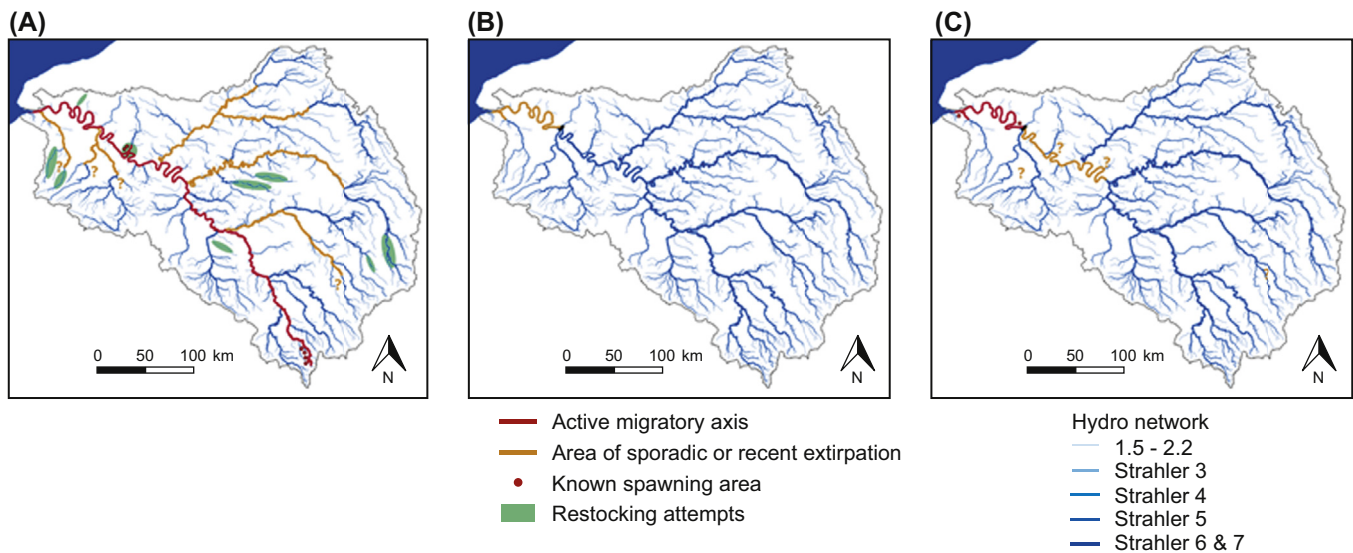 (A)
(B)
(C)
?
?
?
?
?
?
?
?
0 50 100 km
N
0 50 100 km
N
0 50 100 km
N
Active migratory axis
Area of sporadic or recent extirpation
Known spawning area
Restocking attempts
Hydro network
1.5 - 2.2
Strahler 3
Strahler 4
Strahler 5
Strahler 6 & 7